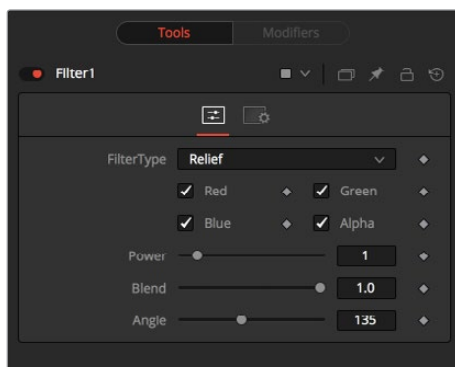 Tools Modifiers
Filter1
FilterType Relief
Red Green
Blue Alpha
Power 1
Blend 1.0
Angle 135